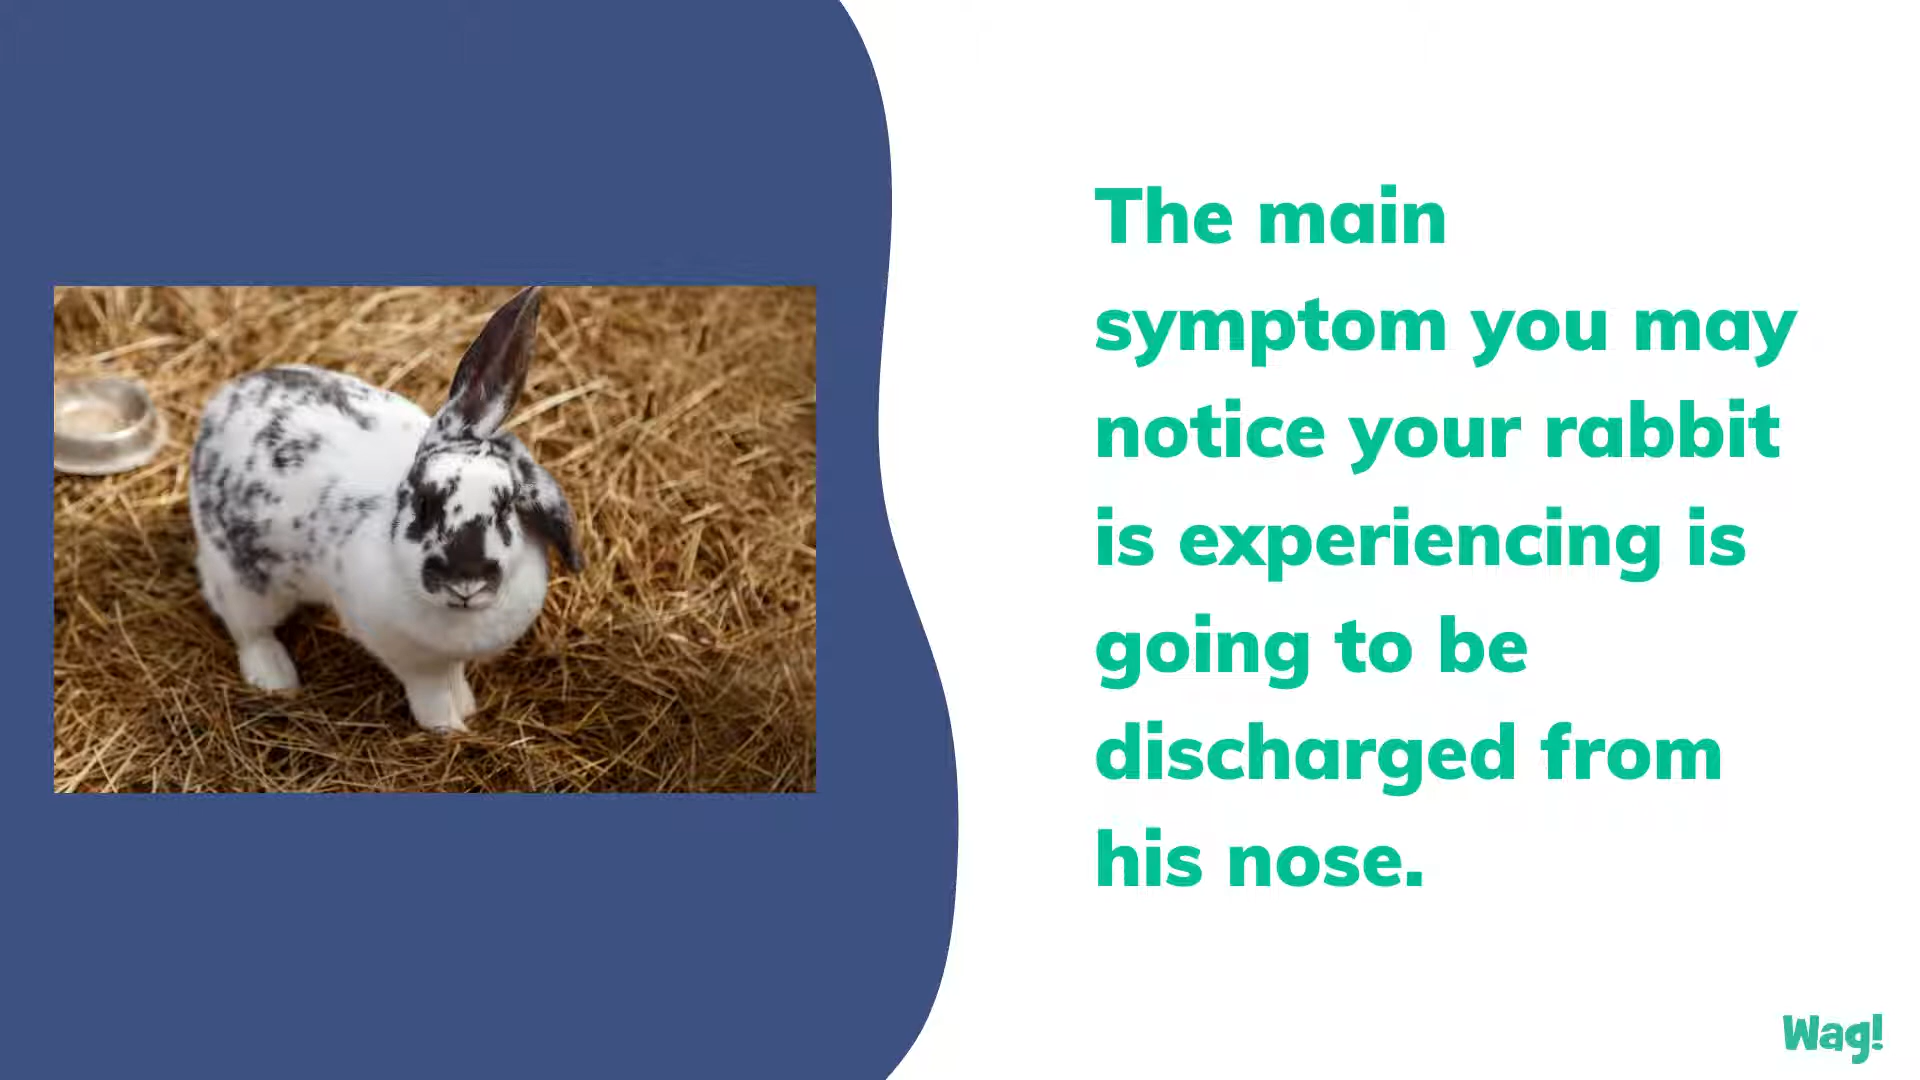 The main
symptom you may
notice your rabbit
is experiencing is
going to be
discharged from
his nose.
Wag!